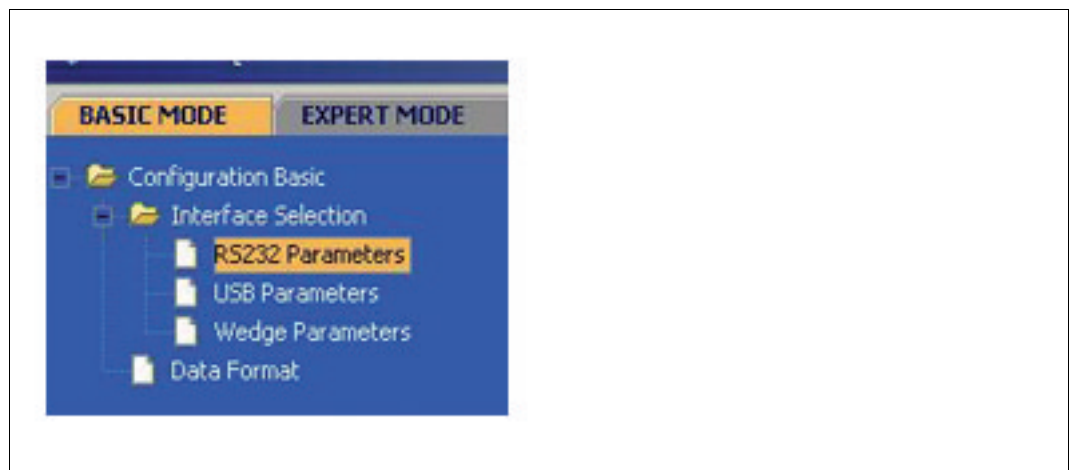 BASIC MODE EXPERT MODE
Configuration Basic
Interface Selection
RS232 Parameters
USB Parameters
Wedge Parameters
Data Format